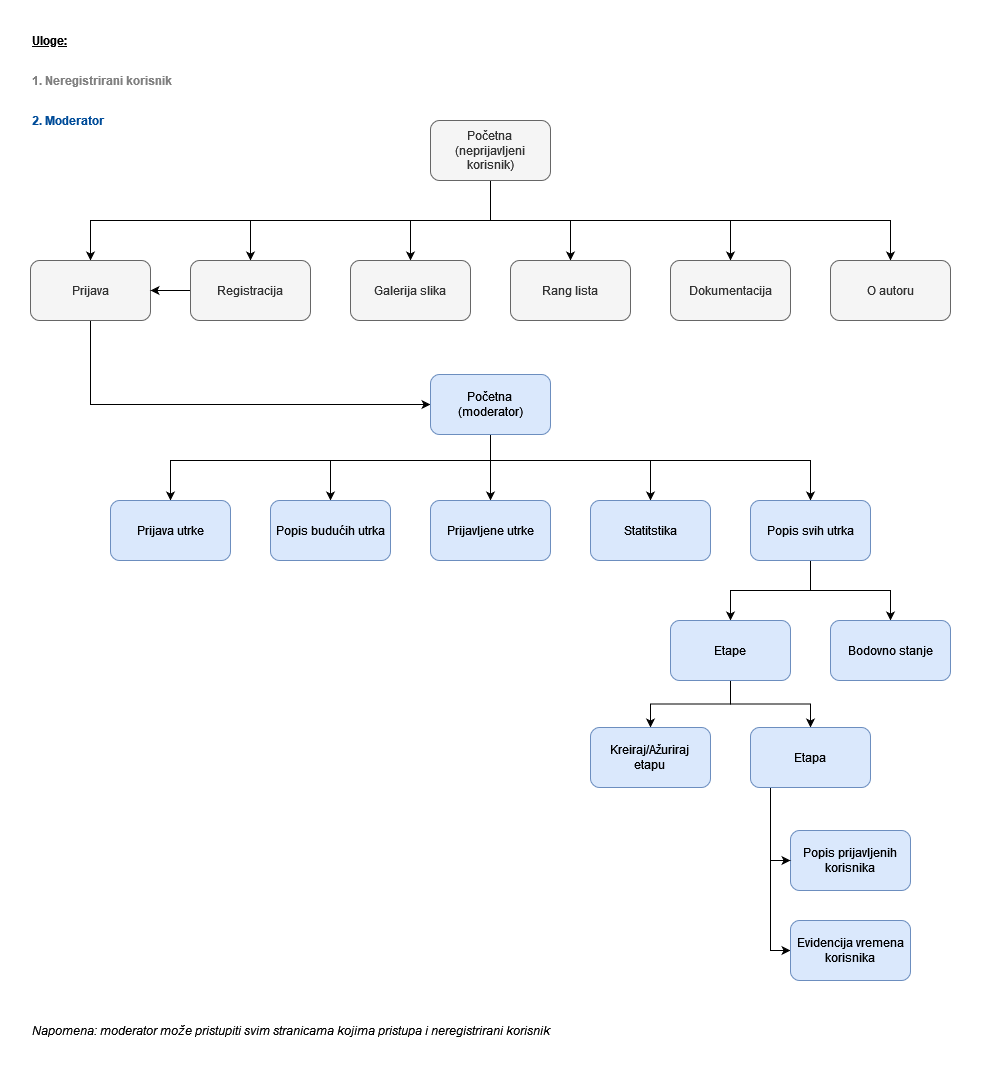 Uloge:
1. Neregistrirani korisnik
2. Moderator
Početna
(neprijavljeni
korisnik)
Prijava
Registracija
Galerija slika
Rang lista
Dokumentacija
O autoru
Početna
(moderator)
Prijava utrke
Popis budućih utrka
Prijavljene utrke
Statitstika
Popis svih utrka
Etape
Bodovno stanje
Kreiraj/Ažuriraj
etapu
Etapa
Popis prijavljenih
korisnika
Evidencija vremena
korisnika
Napomena: moderator može pristupiti svim stranicama kojima pristupa i neregistrirani korisnik